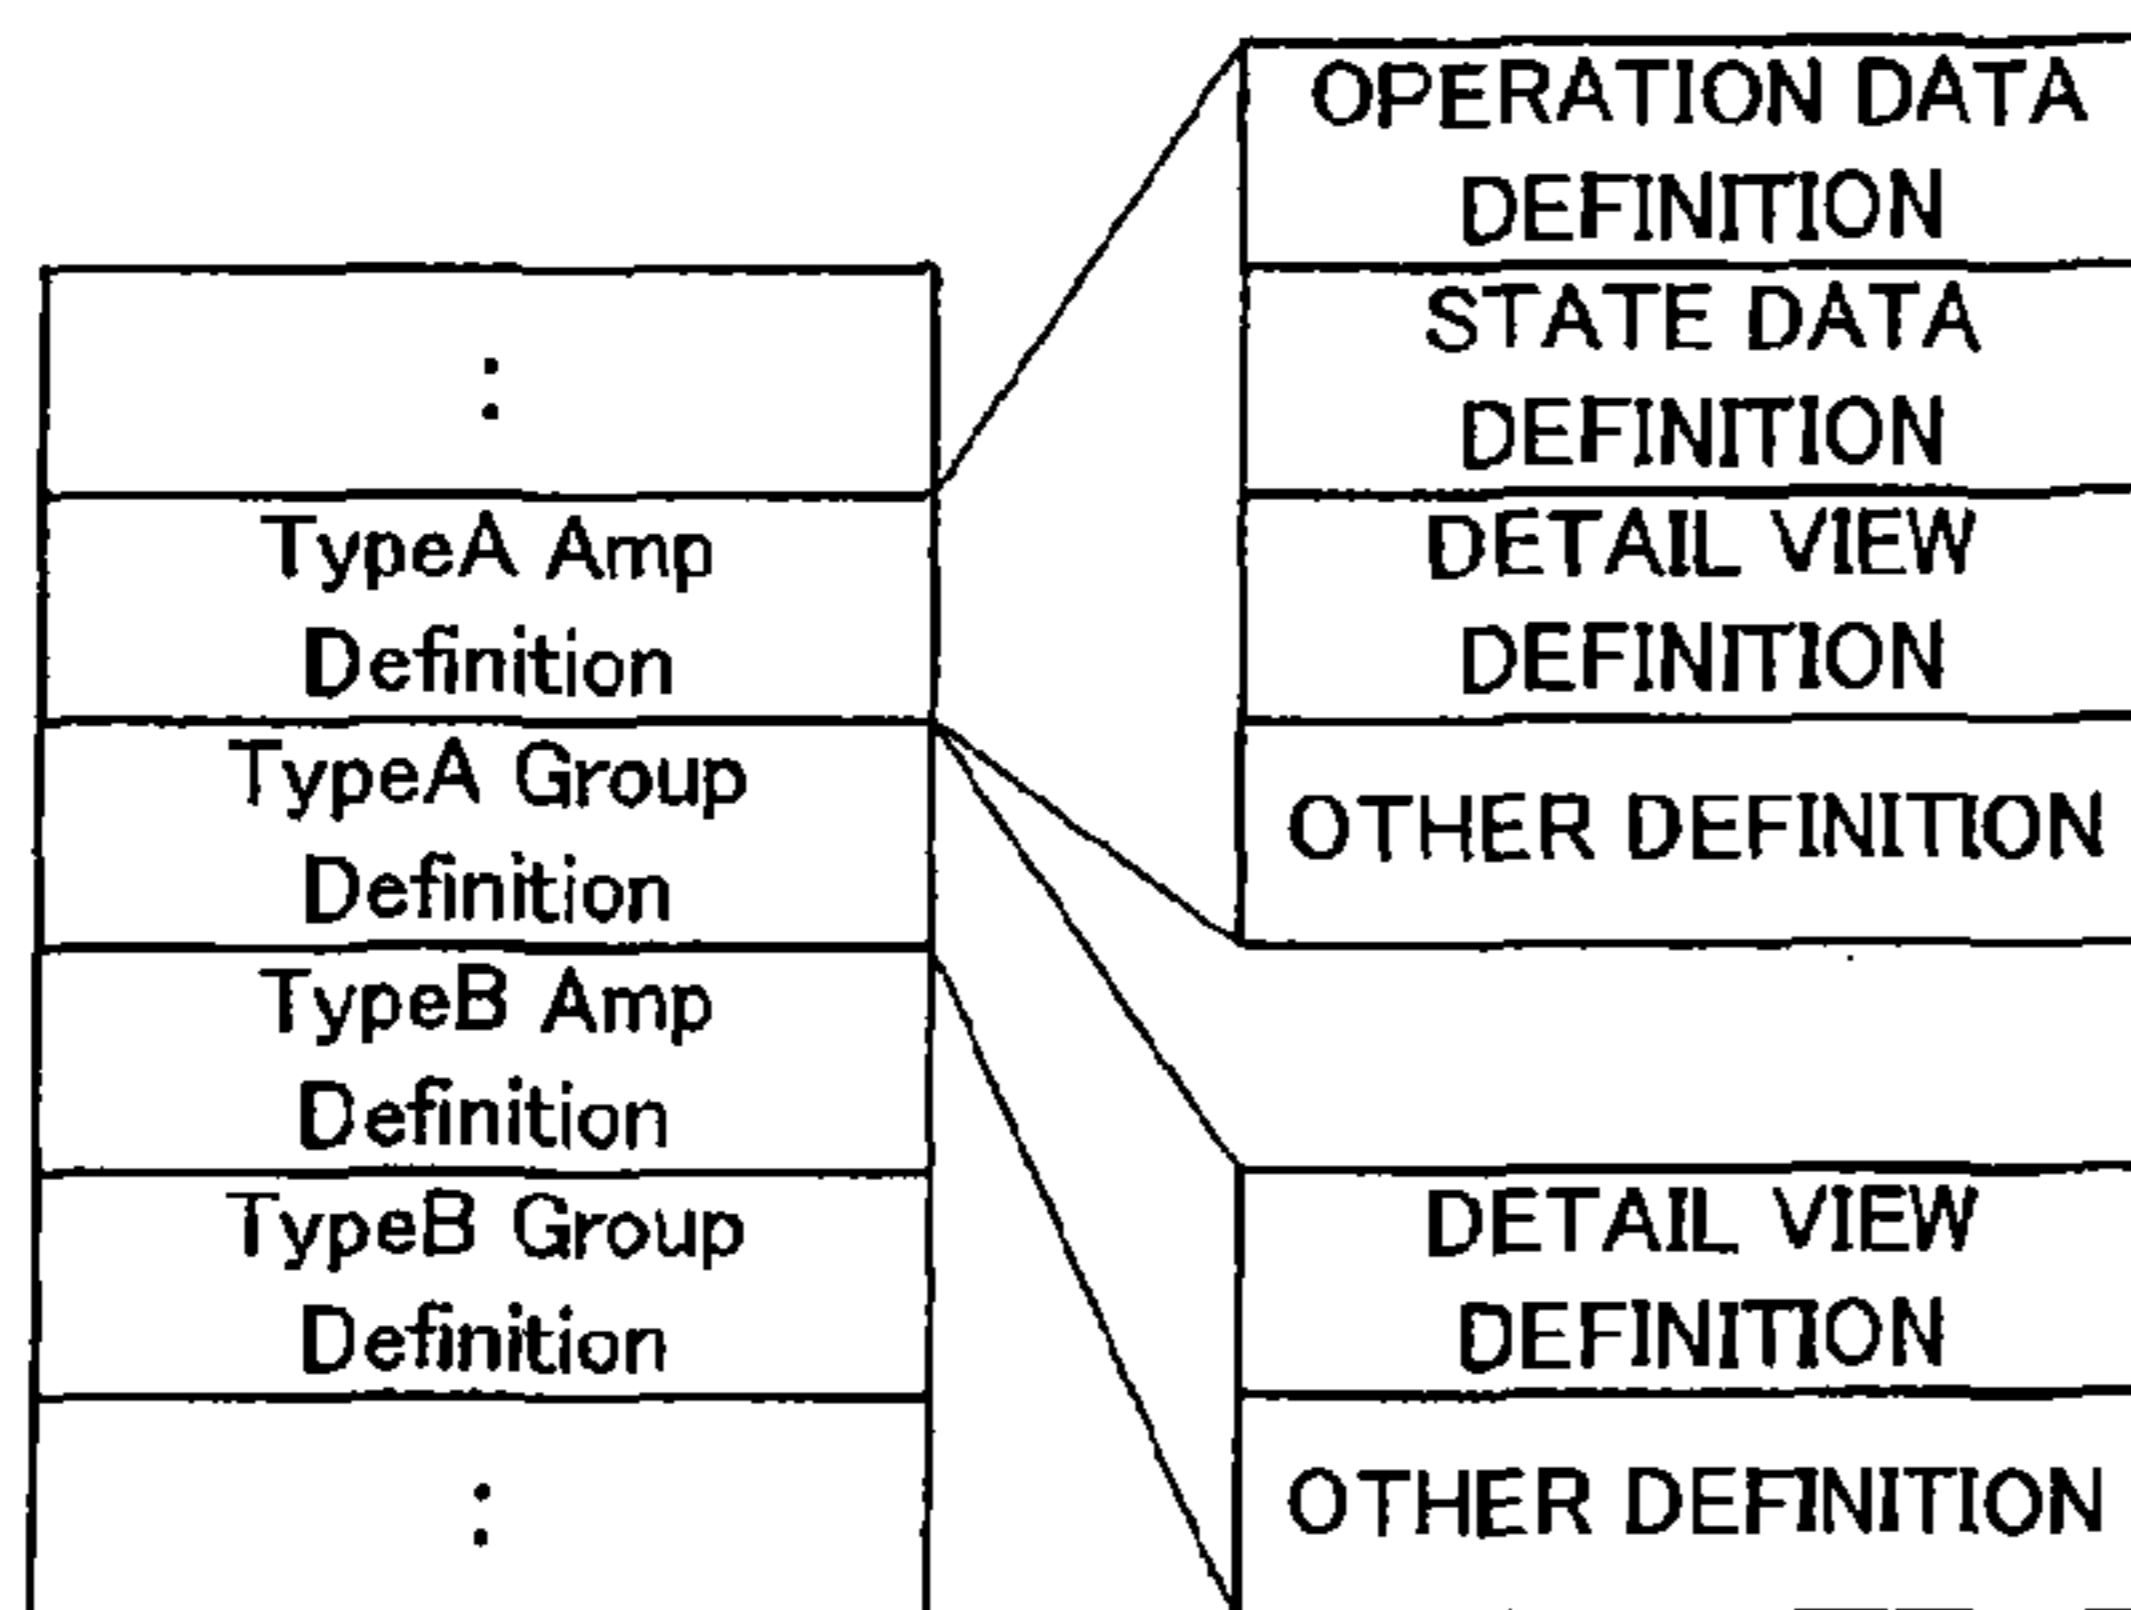 :
TypeA Amp
Definition
TypeA Group
Definition
TypeB Amp
Definition
TypeB Group
Definition
:
OPERATION DATA
DEFINITION
STATE DATA
DEFINITION
DETAIL VIEW
DEFINITION
OTHER DEFINITION
DETAIL VIEW
DEFINITION
OTHER DEFINITION